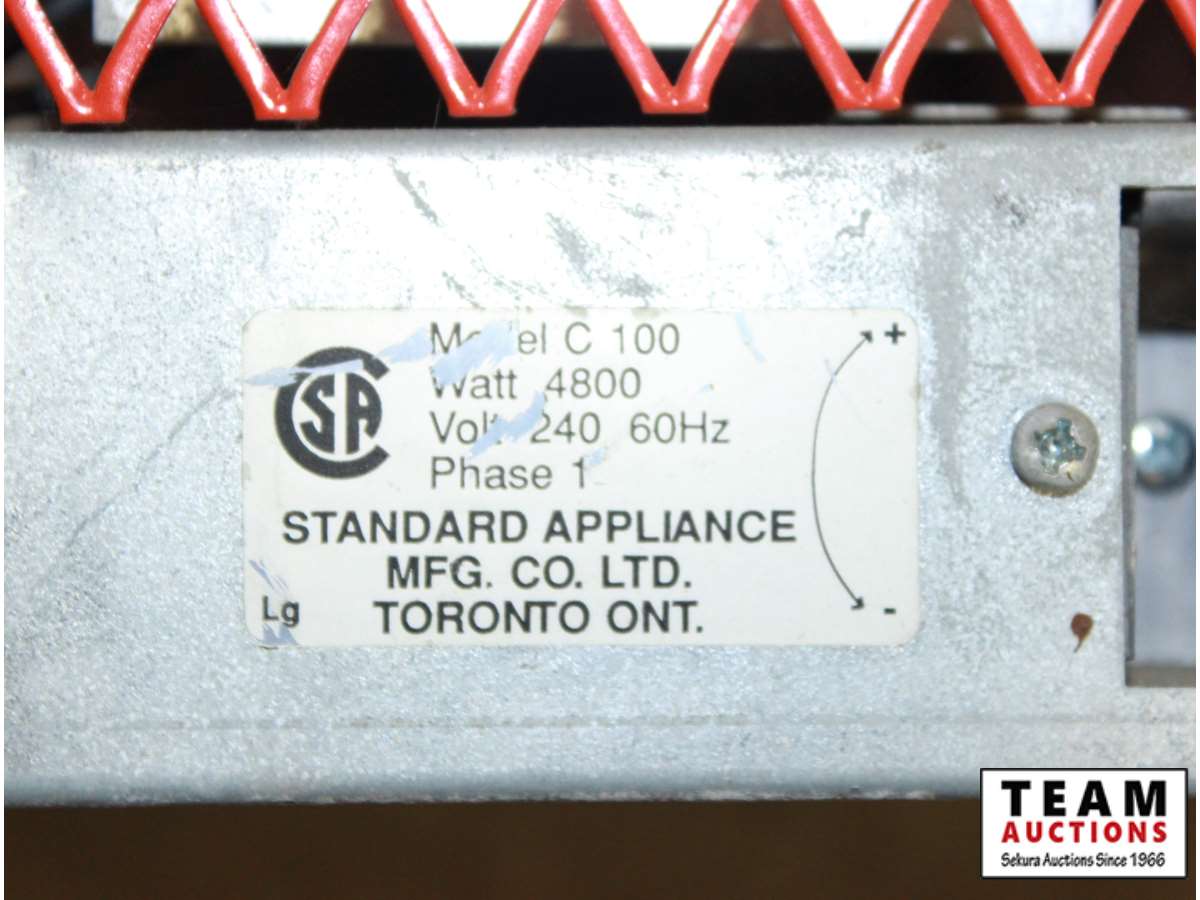 CSA
Model C 100
Watt 4800
Volt 240 60Hz
Phase 1
STANDARD APPLIANCE
MFG. CO. LTD.
TORONTO ONT.
Lg
+
-
TEAM
AUCTIONS
Sekura Auctions Since 1966